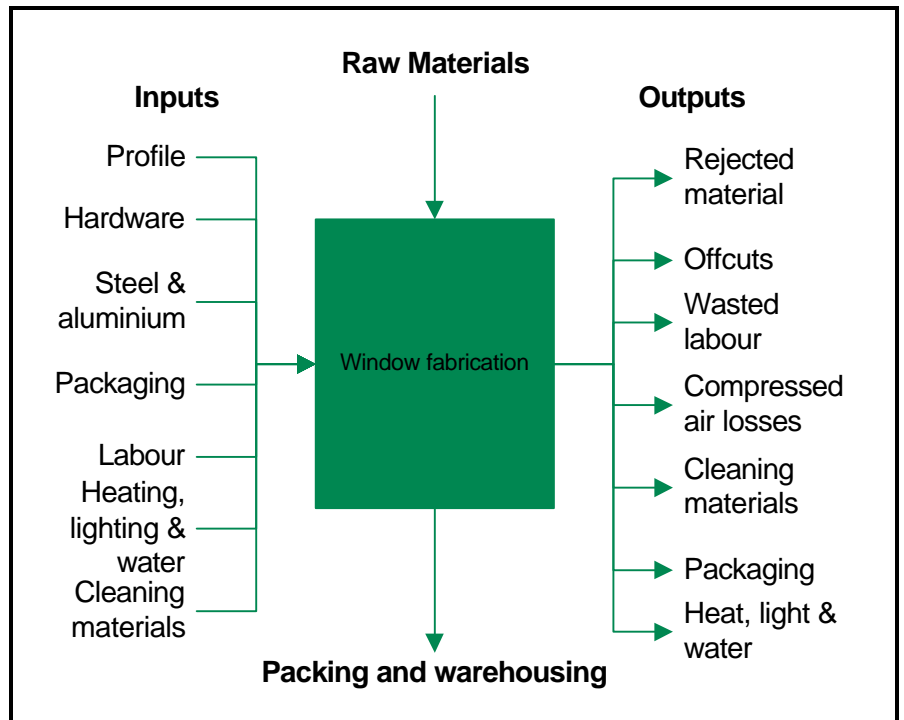 Raw Materials
Inputs
Outputs
Profile
Hardware
Steel &
aluminium
Packaging
Labour
Heating,
lighting &
water
Cleaning
materials
Window fabrication
Rejected
material
Offcuts
Wasted
labour
Compressed
air losses
Cleaning
materials
Packaging
Heat, light &
water
Packing and warehousing